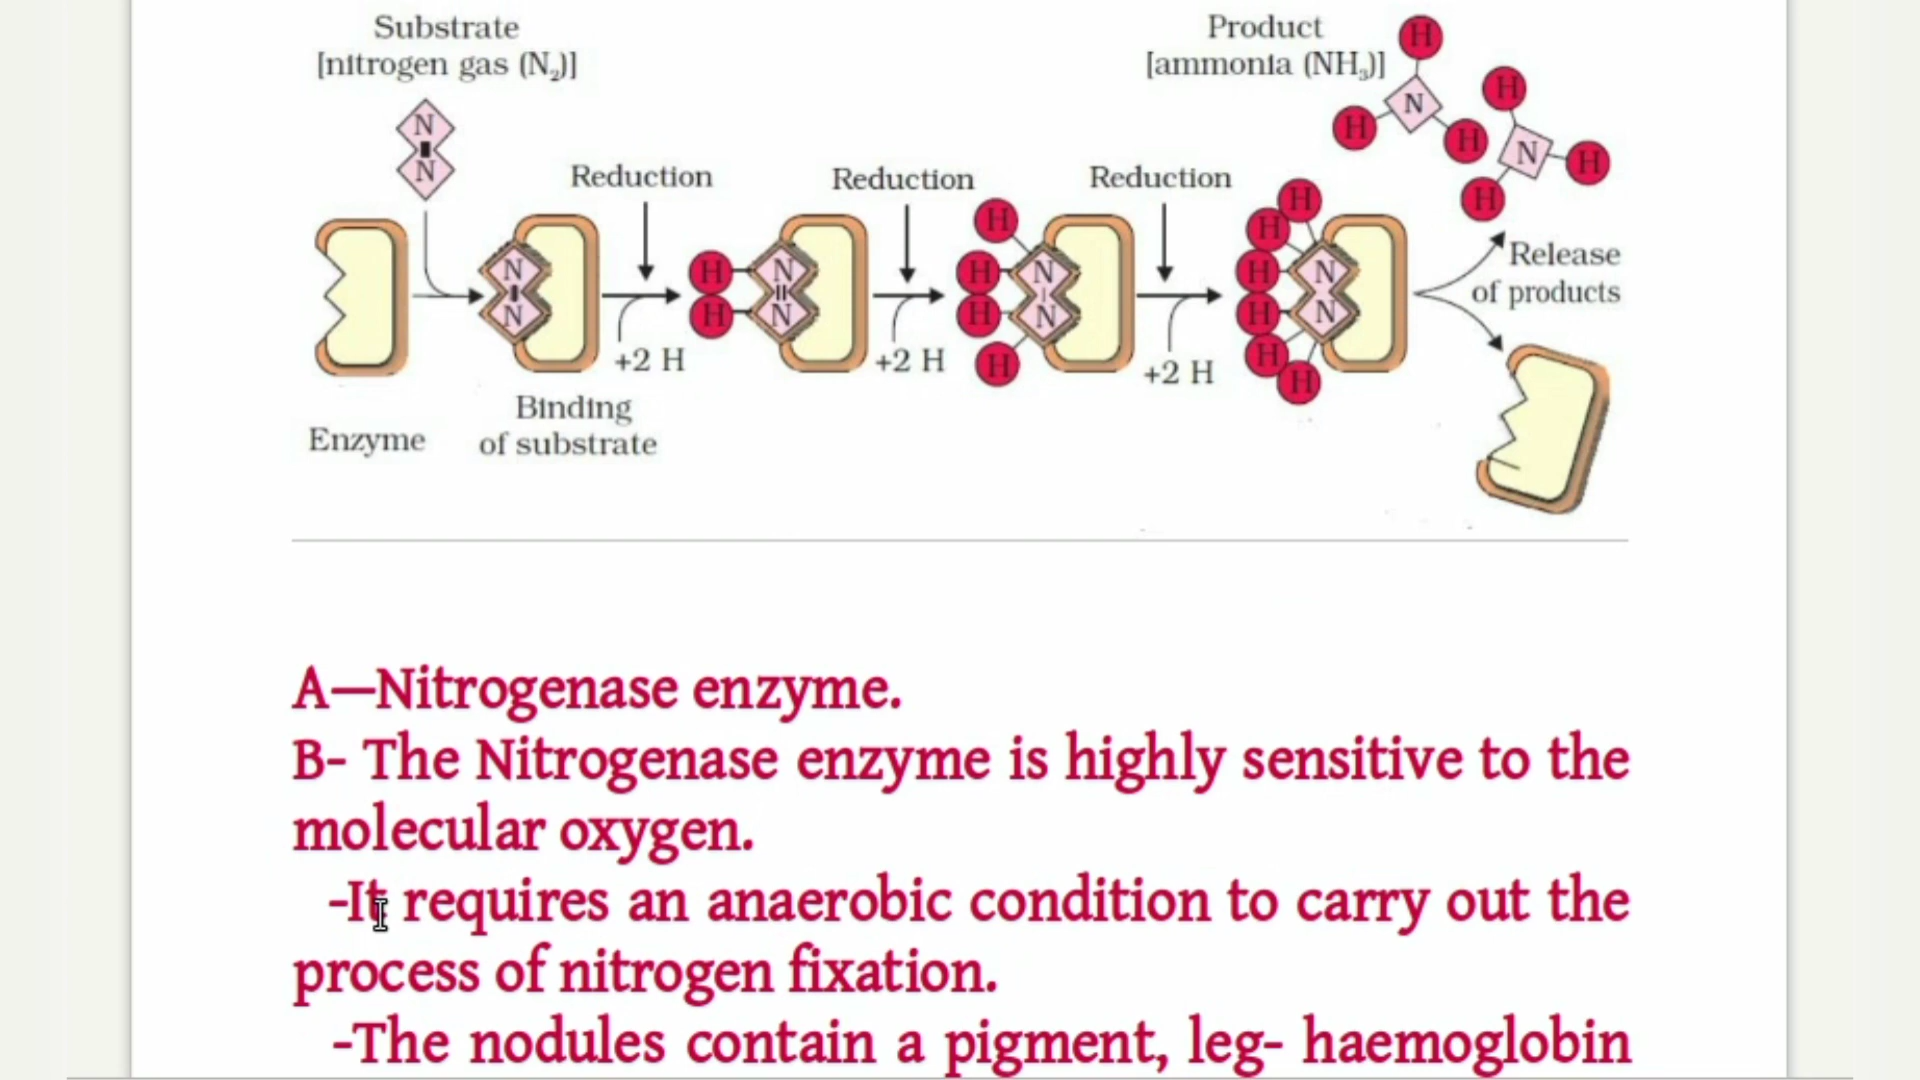 Substrate
[nitrogen gas (N₂)]
Product
[ammonia (NH₃)]
H
N
H
H
H
N
H
H
N
N
Reduction
Reduction
Reduction
N
N
H
H
N
N
H
H
H
H
N
N
H
H
H
H
H
H
N
N
+2 H
+2 H
+2 H
Release
of products
Enzyme
Binding
of substrate
A—Nitrogenase enzyme.
B- The Nitrogenase enzyme is highly sensitive to the
molecular oxygen.
-It requires an anaerobic condition to carry out the
process of nitrogen fixation.
-The nodules contain a pigment, leg- haemoglobin